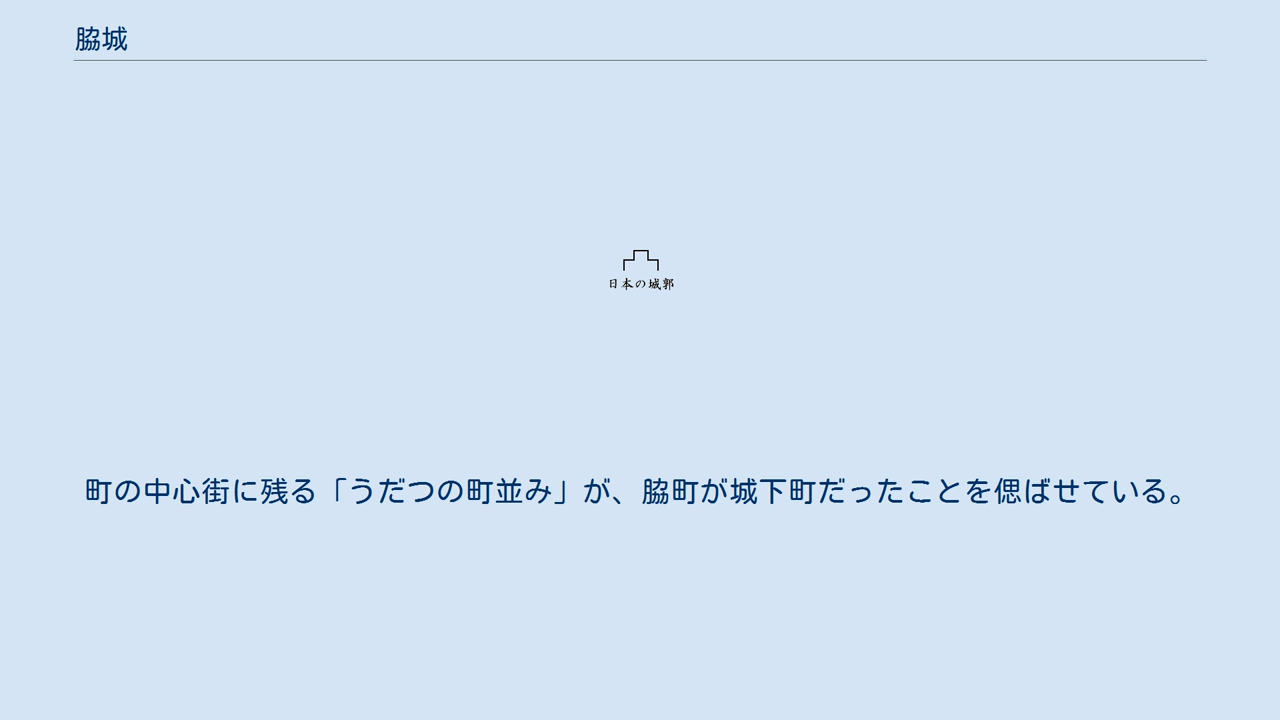 脇城
日本の城郭
町の中心街に残る「うだつの町並み」が、脇町が城下町だったことを偲ばせている。